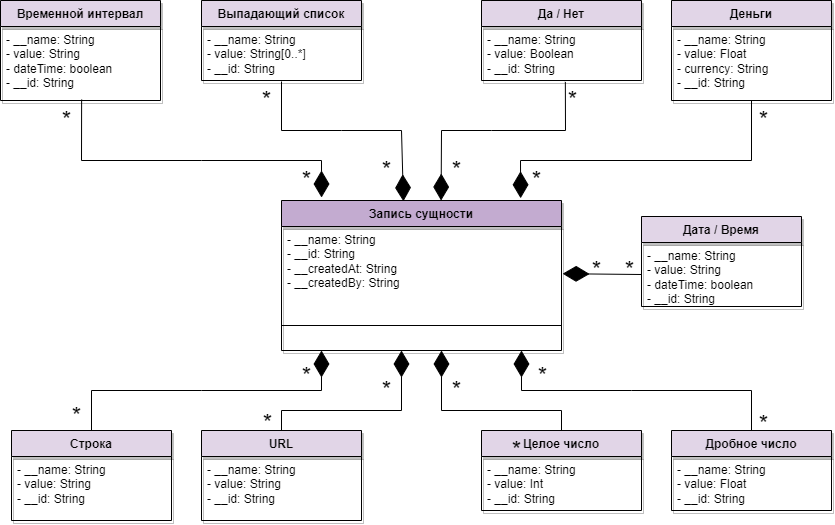 Временной интервал
- __name: String
- value: String
- dateTime: boolean
- __id: String
Выпадающий список
- __name: String
- value: String[0..*]
- __id: String
Да / Нет
- __name: String
- value: Boolean
- __id: String
Деньги
- __name: String
- value: Float
- currency: String
- __id: String
* * * *
* * * *
Запись сущности
- __name: String
- __id: String
- __createdAt: String
- __createdBy: String
* *
Дата / Время
- __name: String
- value: String
- dateTime: boolean
- __id: String
* * * *
* * *
Строка
- __name: String
- value: String
- __id: String
URL
- __name: String
- value: String
- __id: String
* Целое число
- __name: String
- value: Int
- __id: String
Дробное число
- __name: String
- value: Float
- __id: String